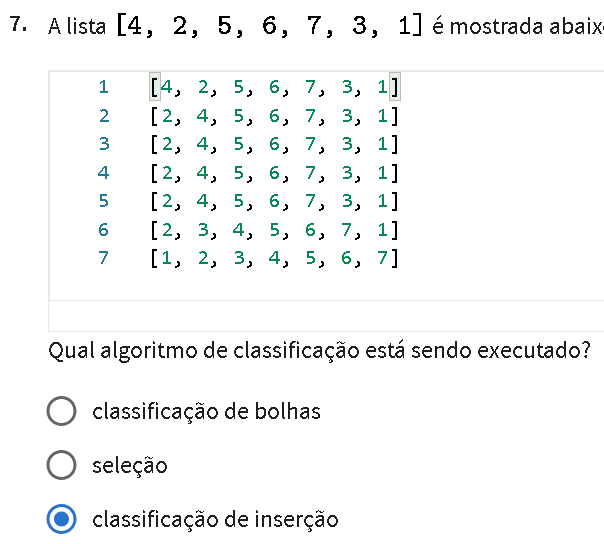 7. A lista [4, 2, 5, 6, 7, 3, 1] é mostrada abaix
1 [4, 2, 5, 6, 7, 3, 1]
2 [2, 4, 5, 6, 7, 3, 1]
3 [2, 4, 5, 6, 7, 3, 1]
4 [2, 4, 5, 6, 7, 3, 1]
5 [2, 4, 5, 6, 7, 3, 1]
6 [2, 3, 4, 5, 6, 7, 1]
7 [1, 2, 3, 4, 5, 6, 7]
Qual algoritmo de classificação está sendo executado?
classificação de bolhas
seleção
classificação de inserção